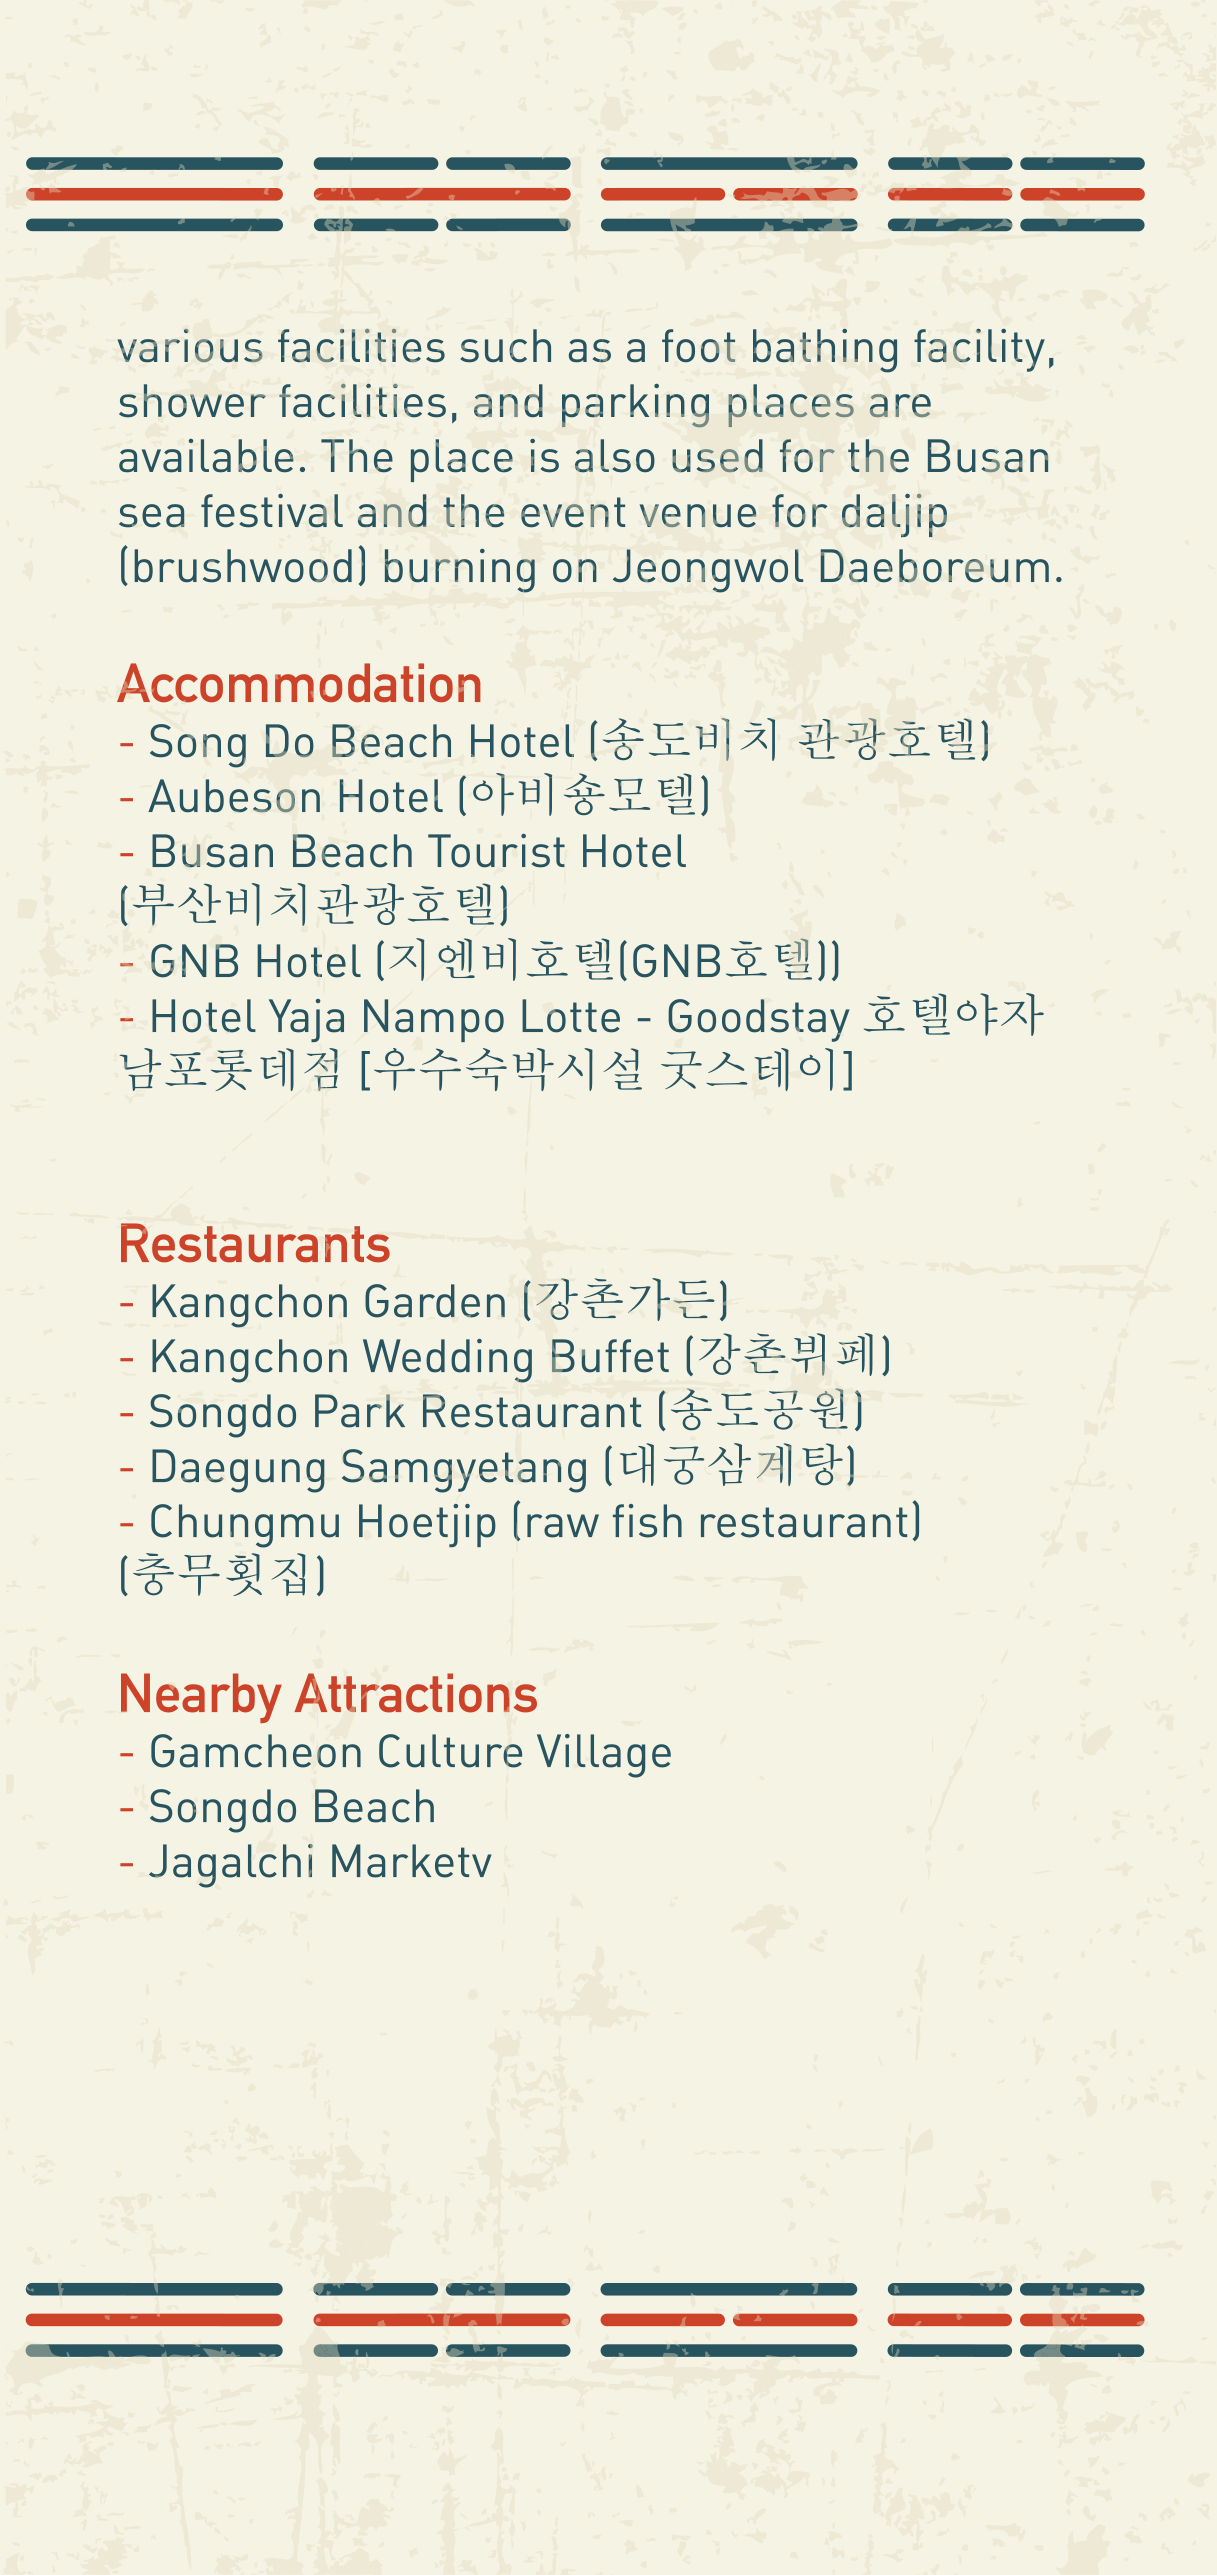 various facilities such as a foot bathing facility,
shower facilities, and parking places are
available. The place is also used for the Busan
sea festival and the event venue for daljip
(brushwood) burning on Jeongwol Daeboreum.
Accommodation
- Song Do Beach Hotel (송도비치 관광호텔)
- Aubeson Hotel (아비숑모텔)
- Busan Beach Tourist Hotel
(부산비치관광호텔)
- GNB Hotel (지엔비호텔(GNB호텔))
- Hotel Yaja Nampo Lotte - Goodstay 호텔야자
남포롯데점 [우수숙박시설 굿스테이]
Restaurants
- Kangchon Garden (강촌가든)
- Kangchon Wedding Buffet (강촌뷔페)
- Songdo Park Restaurant (송도공원)
- Daegung Samgyetang (대궁삼계탕)
- Chungmu Hoetjip (raw fish restaurant)
(충무횟집)
Nearby Attractions
- Gamcheon Culture Village
- Songdo Beach
- Jagalchi Marketv